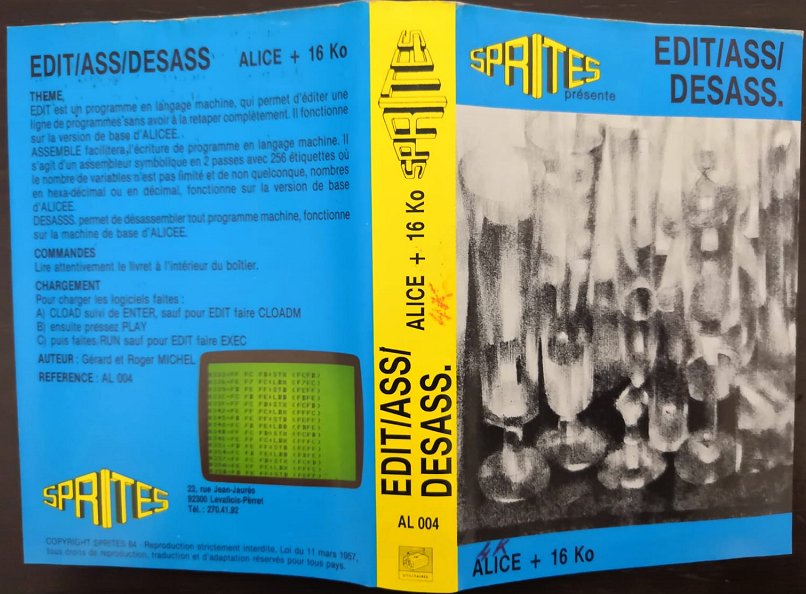 EDIT/ASS/DESASS ALICE + 16 Ko
THEME,
EDIT est un programme en langage machine, qui permet d'éditer une
ligne de programmes sans avoir à la retaper complètement. Il fonctionne
sur la version de base d'ALICEE.
ASSEMBLE facilitera l'écriture de programme en langage machine. Il
s'agit d'un assembleur symbolique en 2 passes avec 256 étiquettes où
le nombre de variables n'est pas limité et de non quelconque, nombres
en hexa-décimal ou en décimal, fonctionne sur la version de base
d'ALICEE.
DESASSS. permet de désassembler tout programme machine, fonctionne
sur la machine de base d'ALICEE.
COMMANDES
Lire attentivement le livret à l'intérieur du boîtier.
CHARGEMENT
Pour charger les logiciels faites :
A) CLOAD suivi de ENTER, sauf pour EDIT faire CLOADM
B) ensuite pressez PLAY
C) puis faites RUN sauf pour EDIT faire EXEC
AUTEUR : Gérard et Roger MICHEL
REFERENCE : AL 004
SPRITES
22, rue Jean-Jaurès
92300 Levallois-Pèrret
Tél. : 270.41.92
COPYRIGHT SPRITES 84 - Reproduction strictement interdite, Loi du 11 mars 1957,
tous droits de reproduction, traduction et d'adaptation réservés pour tous pays.
SPRITES
ALICE + 16 Ko
4K
EDIT/ASS/
DESASS.
AL 004
SPRITES
présente
EDIT/ASS/
DESASS.
4K
ALICE + 16 Ko